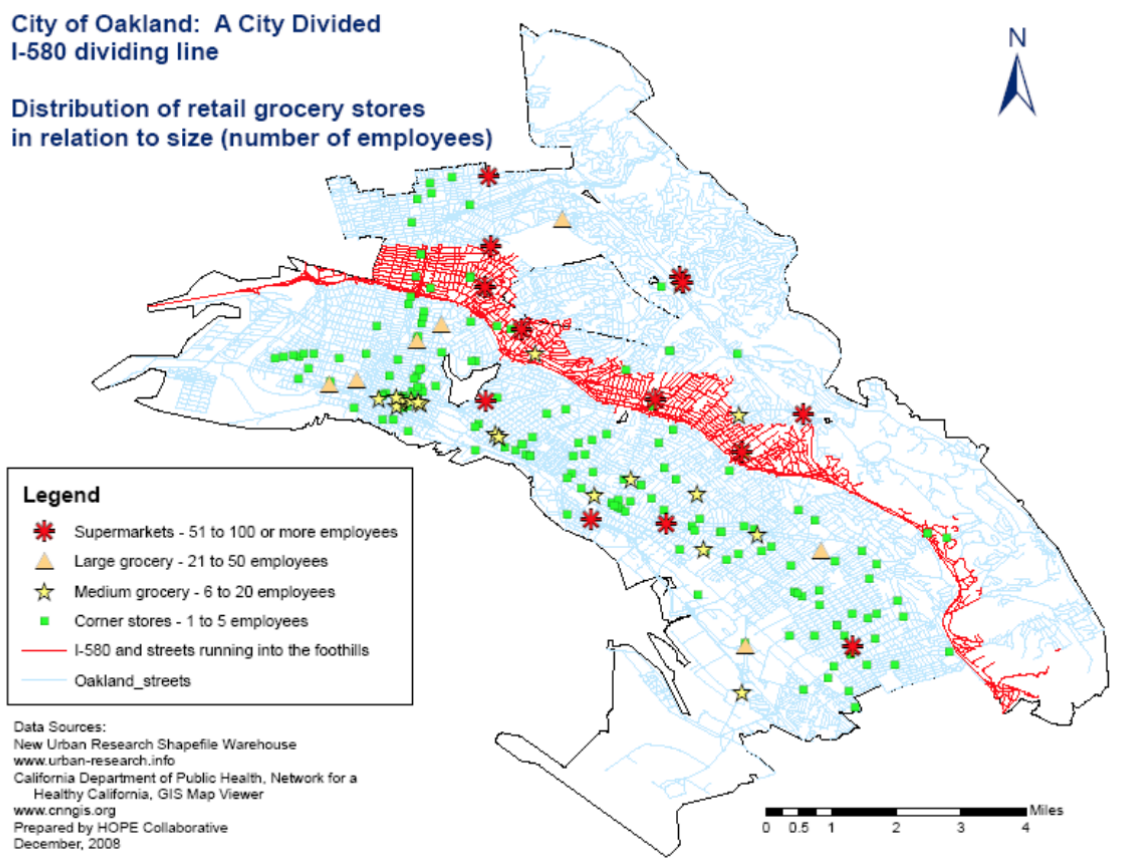 City of Oakland: A City Divided
I-580 dividing line
Distribution of retail grocery stores
in relation to size (number of employees)
N
Legend
Supermarkets - 51 to 100 or more employees
Large grocery - 21 to 50 employees
Medium grocery - 6 to 20 employees
Corner stores - 1 to 5 employees
I-580 and streets running into the foothills
Oakland_streets
Data Sources:
New Urban Research Shapefile Warehouse
www.urban-research.info
California Department of Public Health, Network for a
Healthy California, GIS Map Viewer
www.cnngis.org
Prepared by HOPE Collaborative
December, 2008
Miles
0 0.5 1 2 3 4